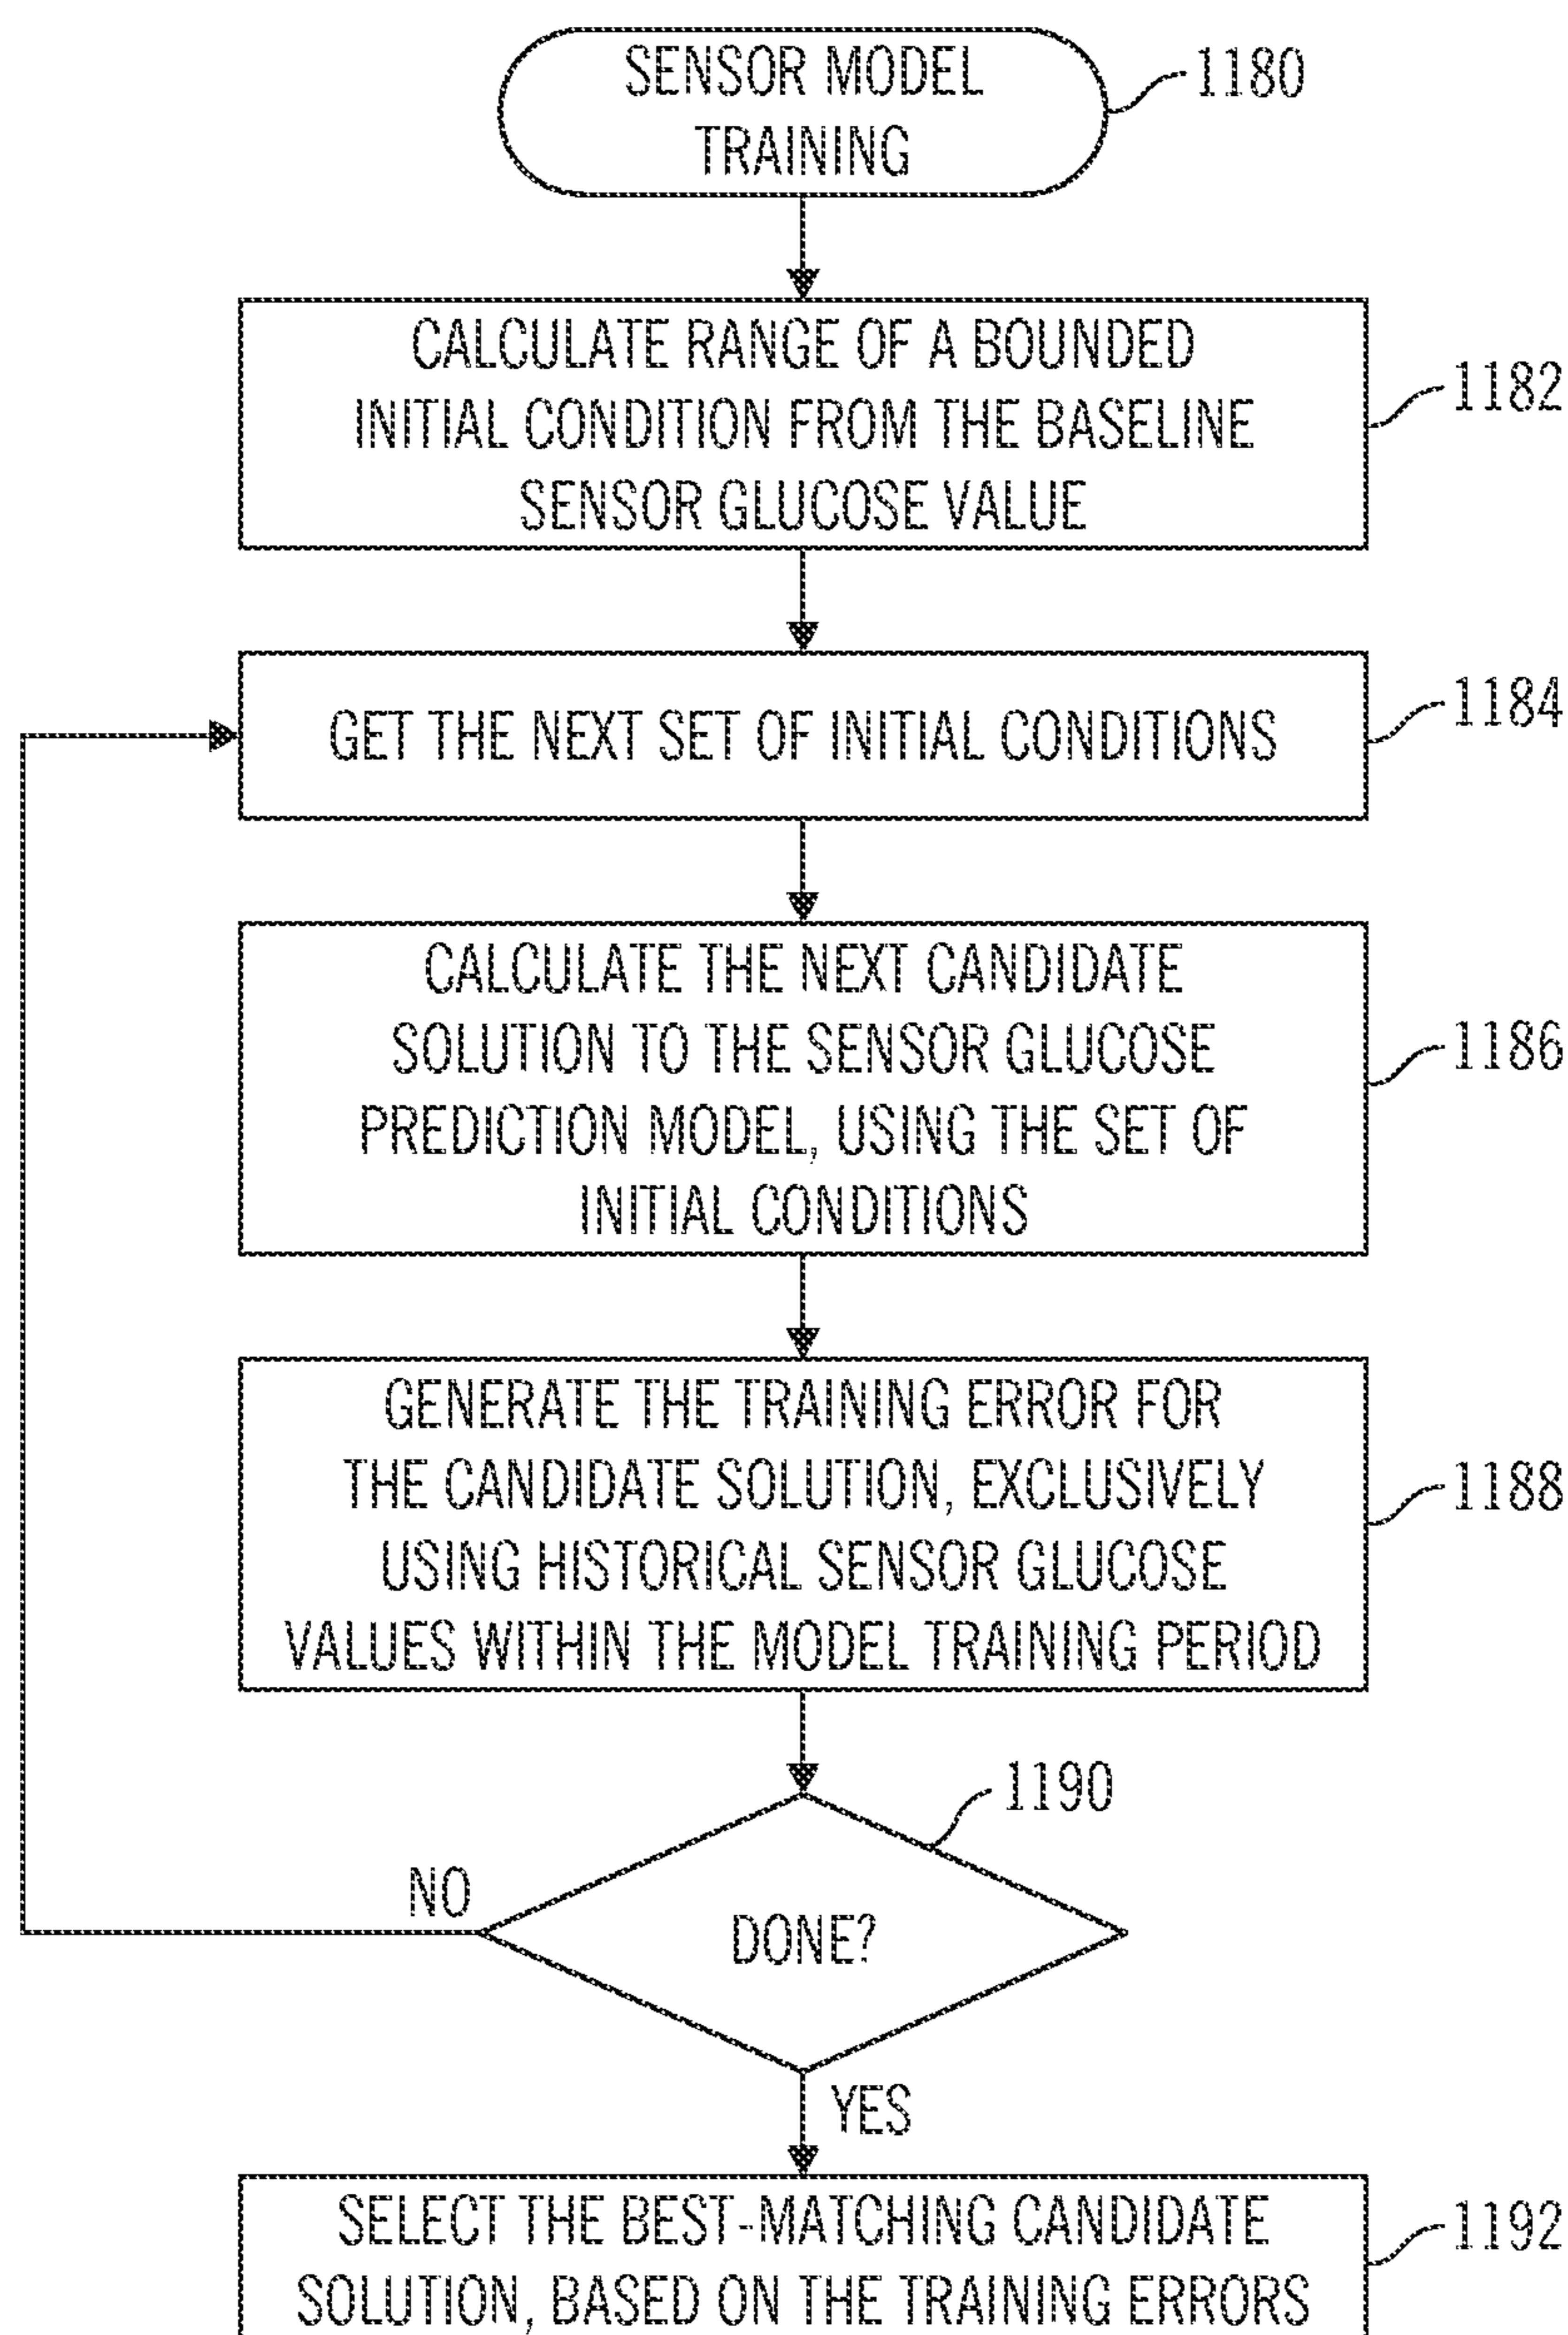 SENSOR MODEL
TRAINING
1180
CALCULATE RANGE OF A BOUNDED
INITIAL CONDITION FROM THE BASELINE
SENSOR GLUCOSE VALUE
1182
GET THE NEXT SET OF INITIAL CONDITIONS
1184
CALCULATE THE NEXT CANDIDATE
SOLUTION TO THE SENSOR GLUCOSE
PREDICTION MODEL, USING THE SET OF
INITIAL CONDITIONS
1186
GENERATE THE TRAINING ERROR FOR
THE CANDIDATE SOLUTION, EXCLUSIVELY
USING HISTORICAL SENSOR GLUCOSE
VALUES WITHIN THE MODEL TRAINING PERIOD
1188
1190
NO
DONE?
YES
SELECT THE BEST-MATCHING CANDIDATE
SOLUTION, BASED ON THE TRAINING ERRORS
1192